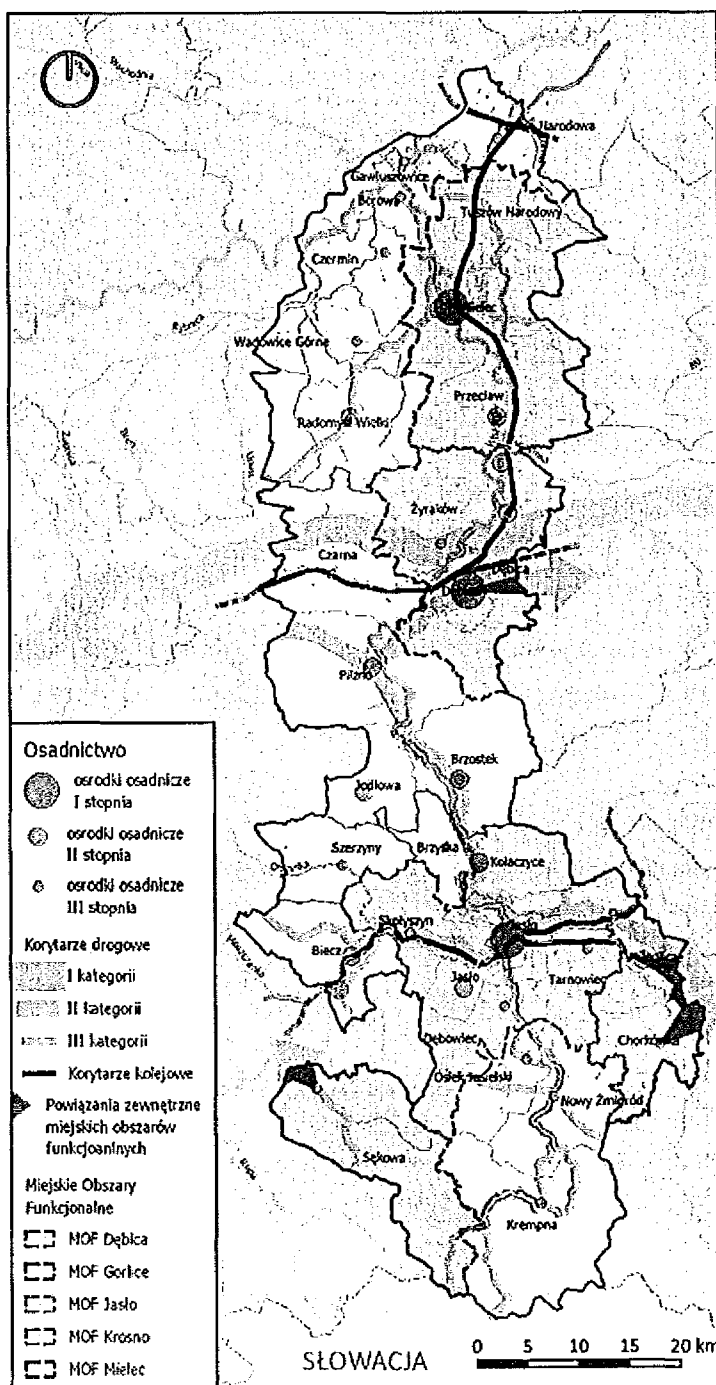 Narodowa
Gawłuszowice
Borowa
Tuszów Narodowy
Czermin
Wadowice Górne
Przecław
Radomyśl Wielki
Żyraków
Czarna
Dębica
Pilzno
Brzostek
Jodłowa
Szerzyny
Brzyska
Kołaczyce
Skołyszyn
Biecz
Jasło
Tarnowiec
Chorkówka
Dębowiec
Osiek Jasielski
Nowy Żmigród
Sękowa
Krempna
Osadnictwo
ośrodki osadnicze
I stopnia
ośrodki osadnicze
II stopnia
ośrodki osadnicze
III stopnia
Korytarze drogowe
I kategorii
II kategorii
III kategorii
Korytarze kolejowe
Powiązania zewnętrzne
miejskich obszarów
funkcjoanlnych
Miejskie Obszary
Funkcjonalne
MOF Dębica
MOF Gorlice
MOF Jasło
MOF Krosno
MOF Mielec
SŁOWACJA
0 5 10 15 20 km